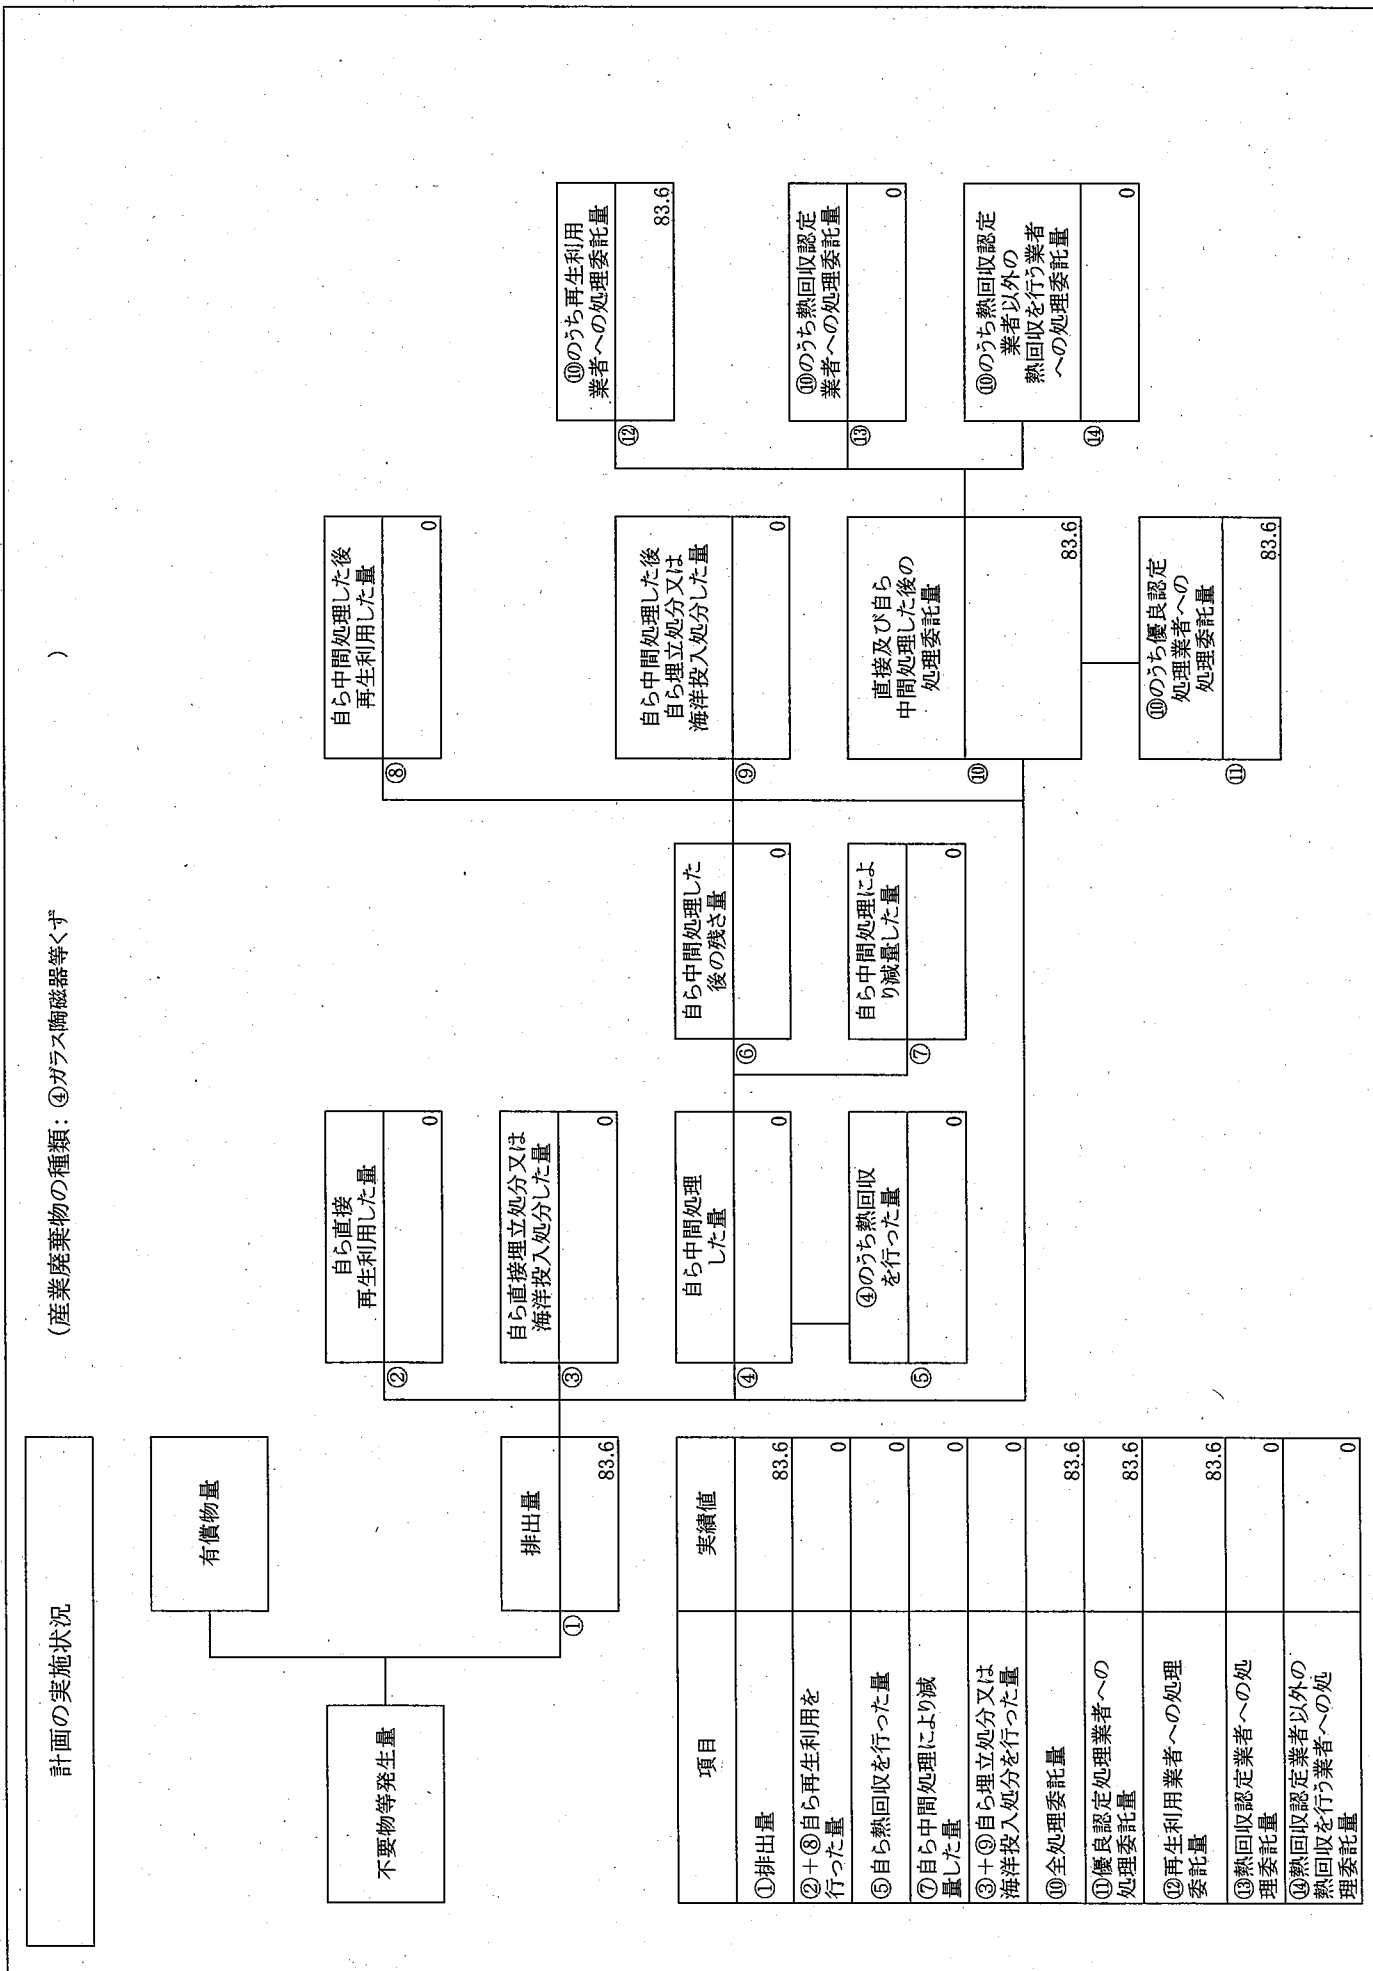 計画の実施状況
(産業廃棄物の種類:④ガラス陶磁器等くず )
不要物等発生量
有償物量
排出量
①
83.6
自ら直接
再生利用した量
②
0
自ら直接埋立処分又は
海洋投入処分した量
③
0
自ら中間処理
した量
④
0
④のうち熱回収
を行った量
⑤
0
自ら中間処理した
後の残さ量
⑥
0
自ら中間処理によ
り減量した量
⑦
0
自ら中間処理した後
再生利用した量
⑧
0
自ら中間処理した後
自ら埋立処分又は
海洋投入処分した量
⑨
0
直接及び自ら
中間処理した後の
処理委託量
⑩
83.6
⑩のうち優良認定
処理業者への
処理委託量
⑪
83.6
⑩のうち再生利用
業者への処理委託量
⑫
83.6
⑩のうち熱回収認定
業者への処理委託量
⑬
0
⑩のうち熱回収認定
業者以外の
熱回収を行う業者
への処理委託量
⑭
0
項目 実績値
①排出量 83.6
②+⑧自ら再生利用を
行った量 0
⑤自ら熱回収を行った量 0
⑦自ら中間処理により減
量した量 0
③+⑨自ら埋立処分又は
海洋投入処分を行った量 0
⑩全処理委託量 83.6
⑪優良認定処理業者への
処理委託量 83.6
⑫再生利用業者への処理
委託量 83.6
⑬熱回収認定業者への処
理委託量 0
⑭熱回収認定業者以外の
熱回収を行う業者への処
理委託量 0